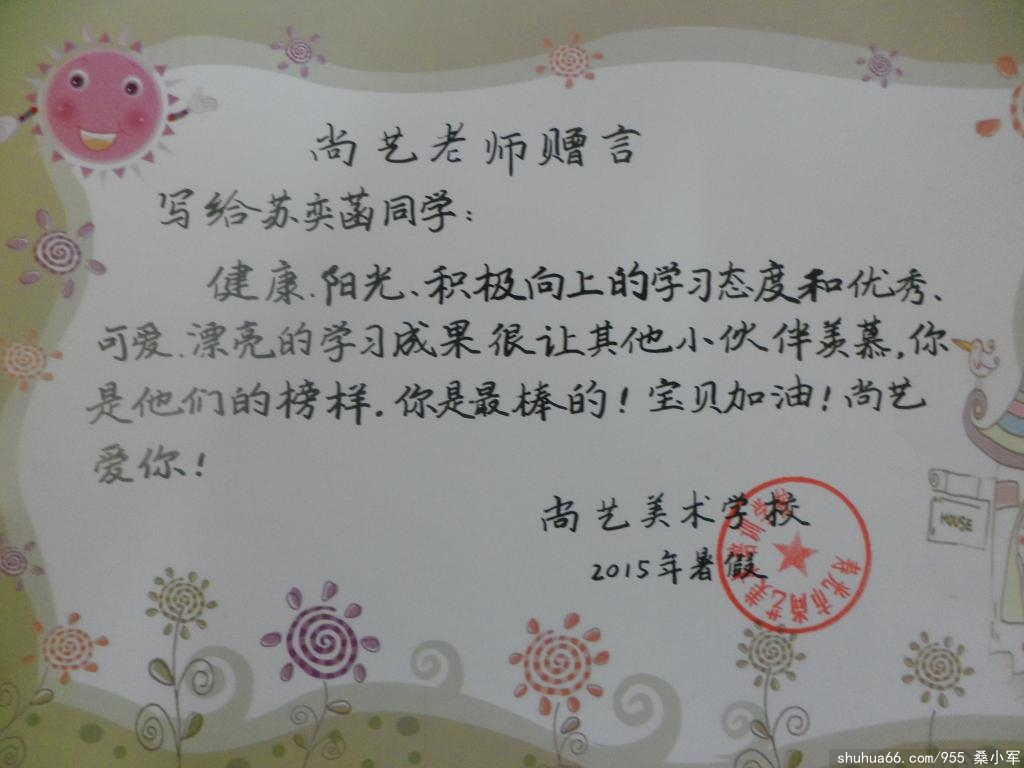 尚艺老师赠言
写给苏奕菡同学：
健康、阳光、积极向上的学习态度和优秀、
可爱、漂亮的学习成果很让其他小伙伴羡慕，你
是他们的榜样。你是最棒的！宝贝加油！尚艺
爱你！
尚艺美术学校
2015年暑假
HOUSE
shuhua66.com/955 桑小军